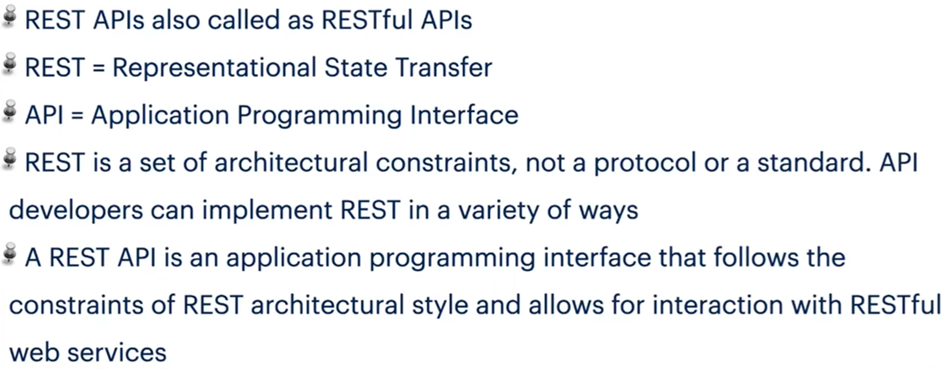 REST APIs also called as RESTful APIs
REST = Representational State Transfer
API = Application Programming Interface
REST is a set of architectural constraints, not a protocol or a standard. API
developers can implement REST in a variety of ways
A REST API is an application programming interface that follows the
constraints of REST architectural style and allows for interaction with RESTful
web services